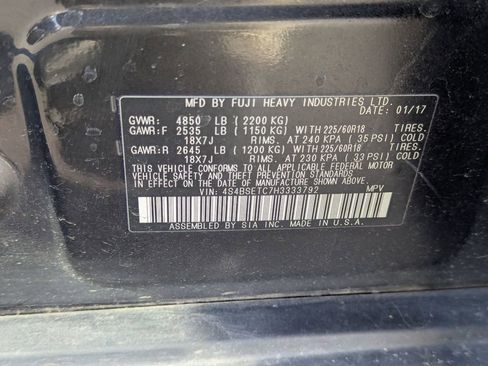 MFD BY FUJI HEAVY INDUSTRIES LTD.
GVWR: 4850 LB (2200 KG) 01/17
GAWR:F 2535 LB (1150 KG) WITH 225/60R18 TIRES.
18X7J RIMS. AT 240 KPA (35 PSI)
GAWR:R 2645 LB (1200 KG) WITH 225/60R18 TIRES.
18X7J RIMS. AT 230 KPA (33 PSI)
THIS VEHICLE CONFORMS TO ALL APPLICABLE FEDERAL MOTOR
VEHICLE SAFETY AND THEFT PREVENTION STANDARDS IN
EFFECT ON THE DATE OF MANUFACTURE SHOWN ABOVE.
VIN: 4S4BSETC7H3333792 MPV
ASSEMBLED BY SIA INC. MADE IN U.S.A.